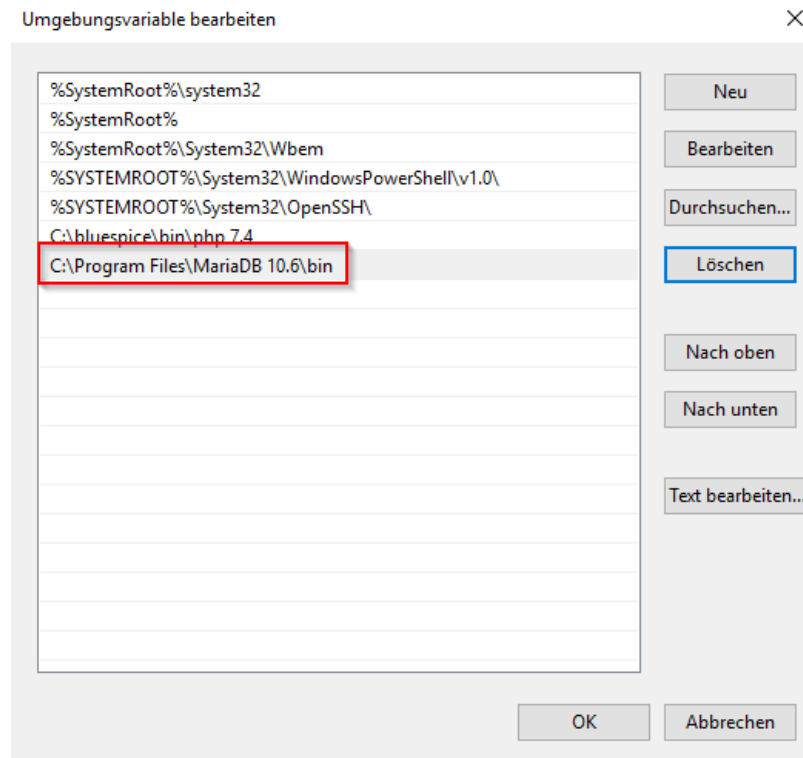 Umgebungsvariable bearbeiten
%SystemRoot%\system32
%SystemRoot%
%SystemRoot%\System32\Wbem
%SYSTEMROOT%\System32\WindowsPowerShell\v1.0\
%SYSTEMROOT%\System32\OpenSSH\
C:\bluespice\bin\php 7.4
C:\Program Files\MariaDB 10.6\bin
Neu
Bearbeiten
Durchsuchen...
Löschen
Nach oben
Nach unten
Text bearbeiten...
OK
Abbrechen